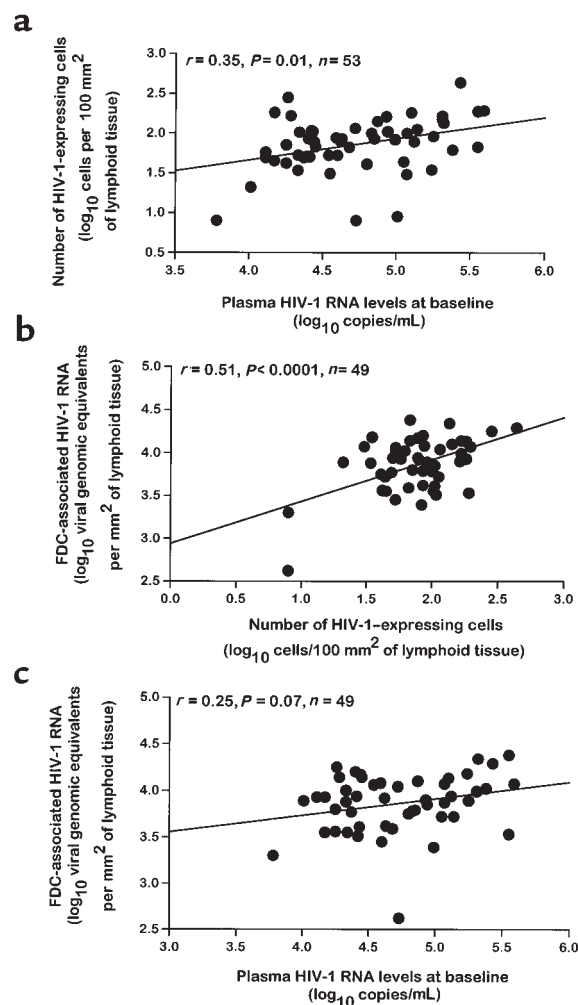 a
r = 0.35, P = 0.01, n = 53
Number of HIV-1-expressing cells
(log10 cells per 100 mm2
of lymphoid tissue)
3.0
2.5
2.0
1.5
1.0
0.5
3.5 4.0 4.5 5.0 5.5 6.0
Plasma HIV-1 RNA levels at baseline
(log10 copies/mL)
b
r = 0.51, P< 0.0001, n= 49
FDC-associated HIV-1 RNA
(log10 viral genomic equivalents
per mm2 of lymphoid tissue)
5.0
4.5
4.0
3.5
3.0
2.5
0.0 0.5 1.0 1.5 2.0 2.5 3.0
Number of HIV-1–expressing cells
(log10 cells/100 mm2 of lymphoid tissue)
c
r = 0.25, P = 0.07, n = 49
FDC-associated HIV-1 RNA
(log10 viral genomic equivalents
per mm2 of lymphoid tissue)
5.0
4.5
4.0
3.5
3.0
2.5
3.0 3.5 4.0 4.5 5.0 5.5 6.0
Plasma HIV-1 RNA levels at baseline
(log10 copies/mL)